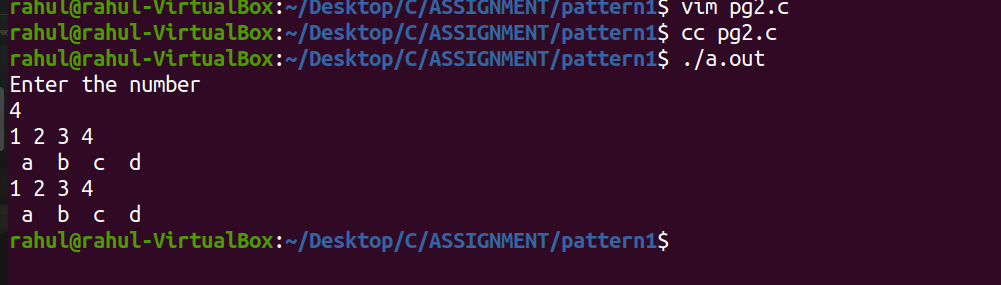 rahul@rahul-VirtualBox:~/Desktop/C/ASSIGNMENT/pattern1$ vim pg2.c
rahul@rahul-VirtualBox:~/Desktop/C/ASSIGNMENT/pattern1$ cc pg2.c
rahul@rahul-VirtualBox:~/Desktop/C/ASSIGNMENT/pattern1$ ./a.out
Enter the number
4
1 2 3 4
 a  b  c  d
1 2 3 4
 a  b  c  d
rahul@rahul-VirtualBox:~/Desktop/C/ASSIGNMENT/pattern1$